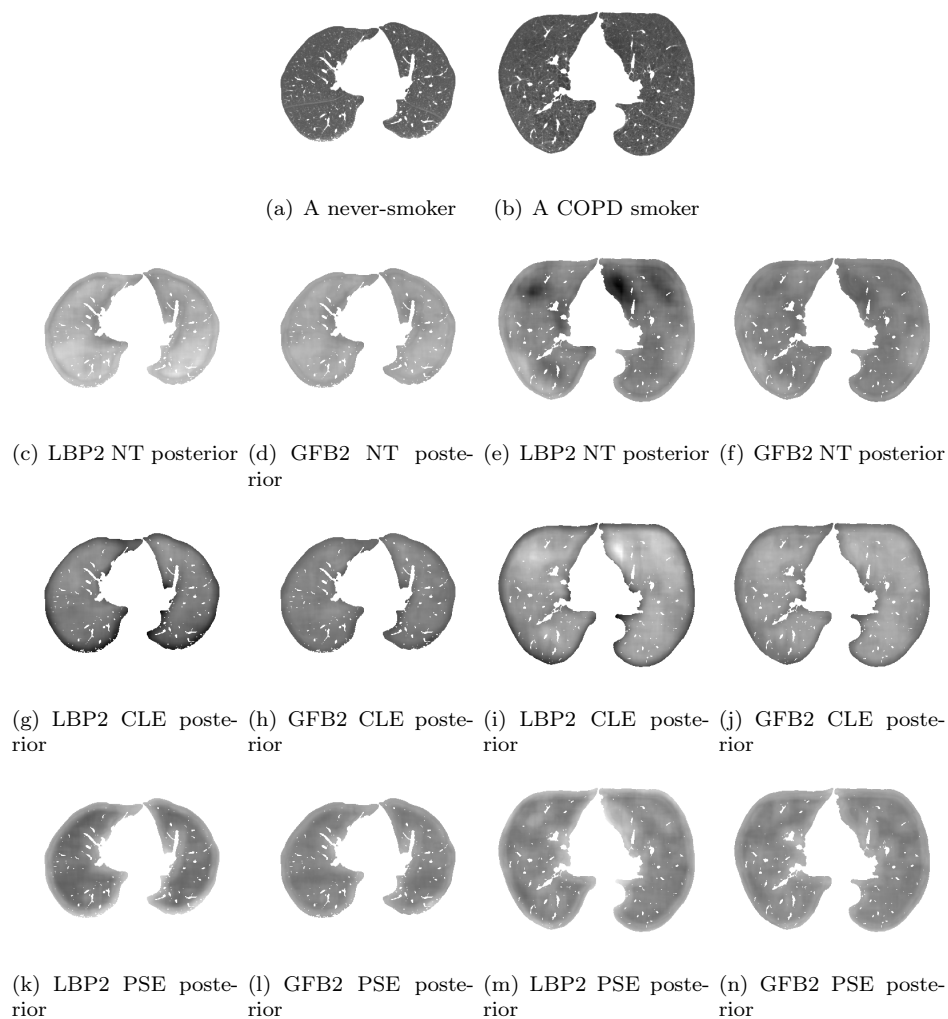 (a) A never-smoker
(b) A COPD smoker
(c) LBP2 NT posterior
(d) GFB2 NT poste-
rior
(e) LBP2 NT posterior
(f) GFB2 NT posterior
(g) LBP2 CLE poste-
rior
(h) GFB2 CLE poste-
rior
(i) LBP2 CLE poste-
rior
(j) GFB2 CLE poste-
rior
(k) LBP2 PSE poste-
rior
(l) GFB2 PSE poste-
rior
(m) LBP2 PSE poste-
rior
(n) GFB2 PSE poste-
rior